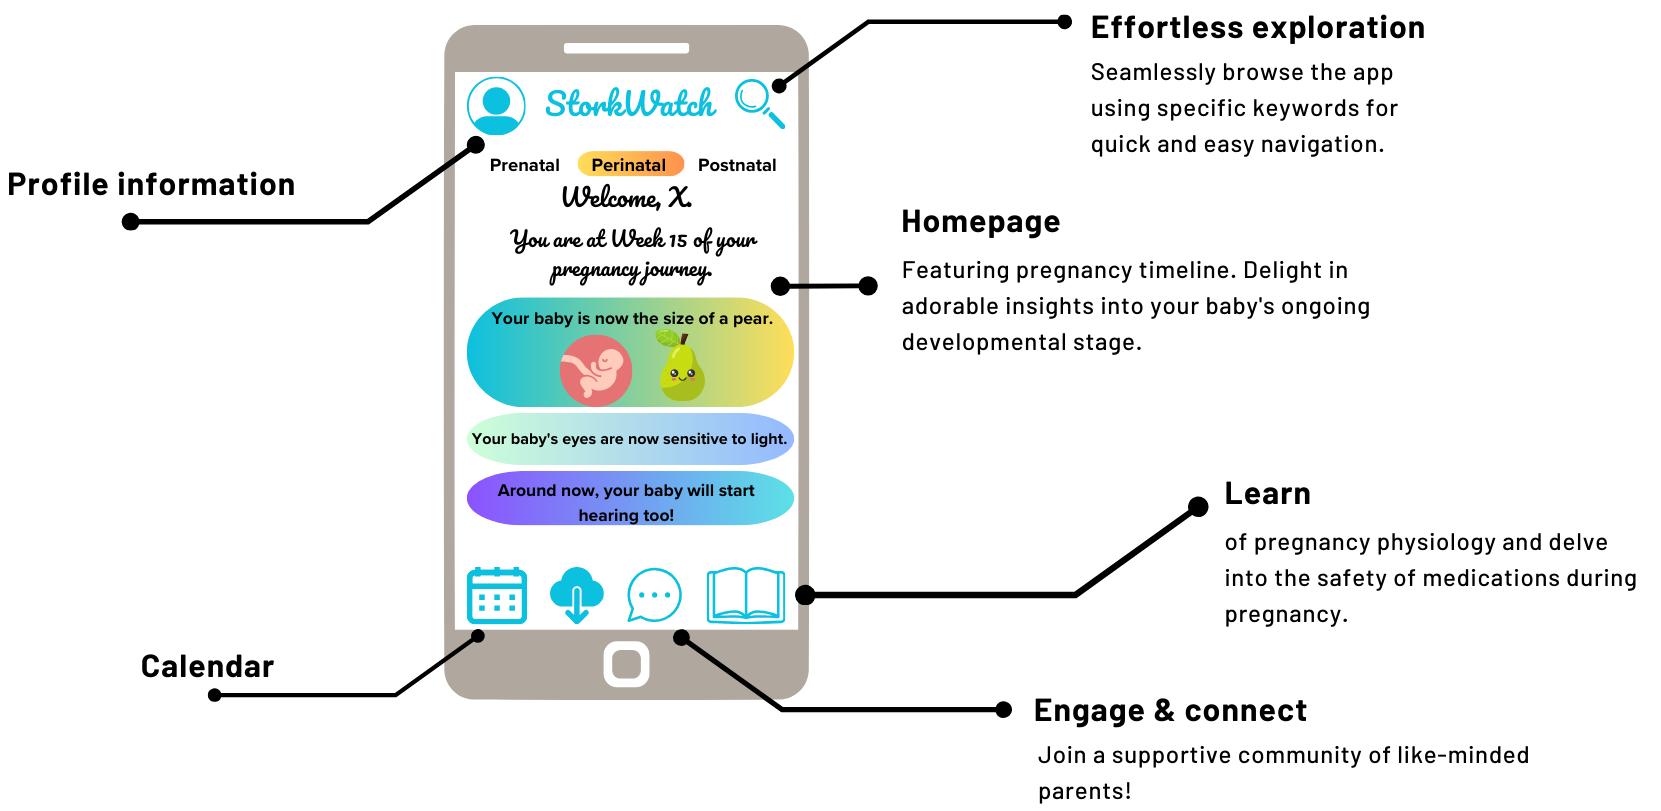 Effortless exploration
Seamlessly browse the app
using specific keywords for
quick and easy navigation.
StorkWatch
Profile information
Prenatal Perinatal Postnatal
Welcome, X.
You are at Week 15 of your
pregnancy journey.
Homepage
Featuring pregnancy timeline. Delight in
adorable insights into your baby's ongoing
developmental stage.
Your baby is now the size of a pear.
Your baby's eyes are now sensitive to light.
Around now, your baby will start
hearing too!
Learn
of pregnancy physiology and delve
into the safety of medications during
pregnancy.
Calendar
Engage & connect
Join a supportive community of like-minded
parents!